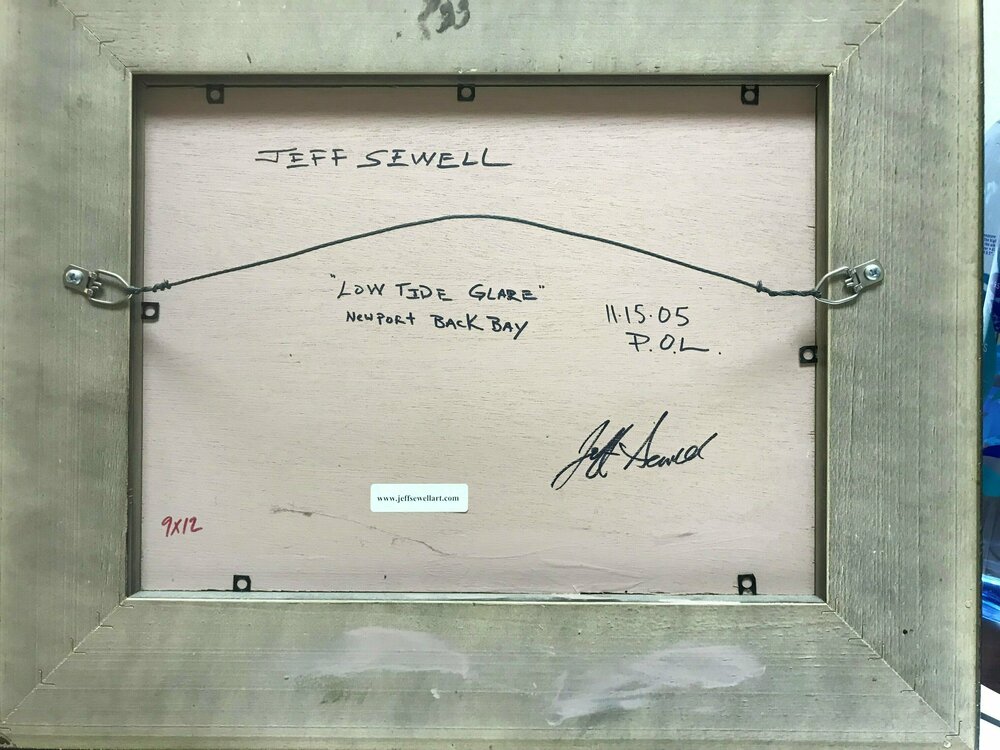 JEFF SEWELL
"LOW TIDE GLARE"
NEWPORT BACK BAY
11.15.05
P.O.L.
Jeff Sewell
www.jeffsewellart.com
9x12